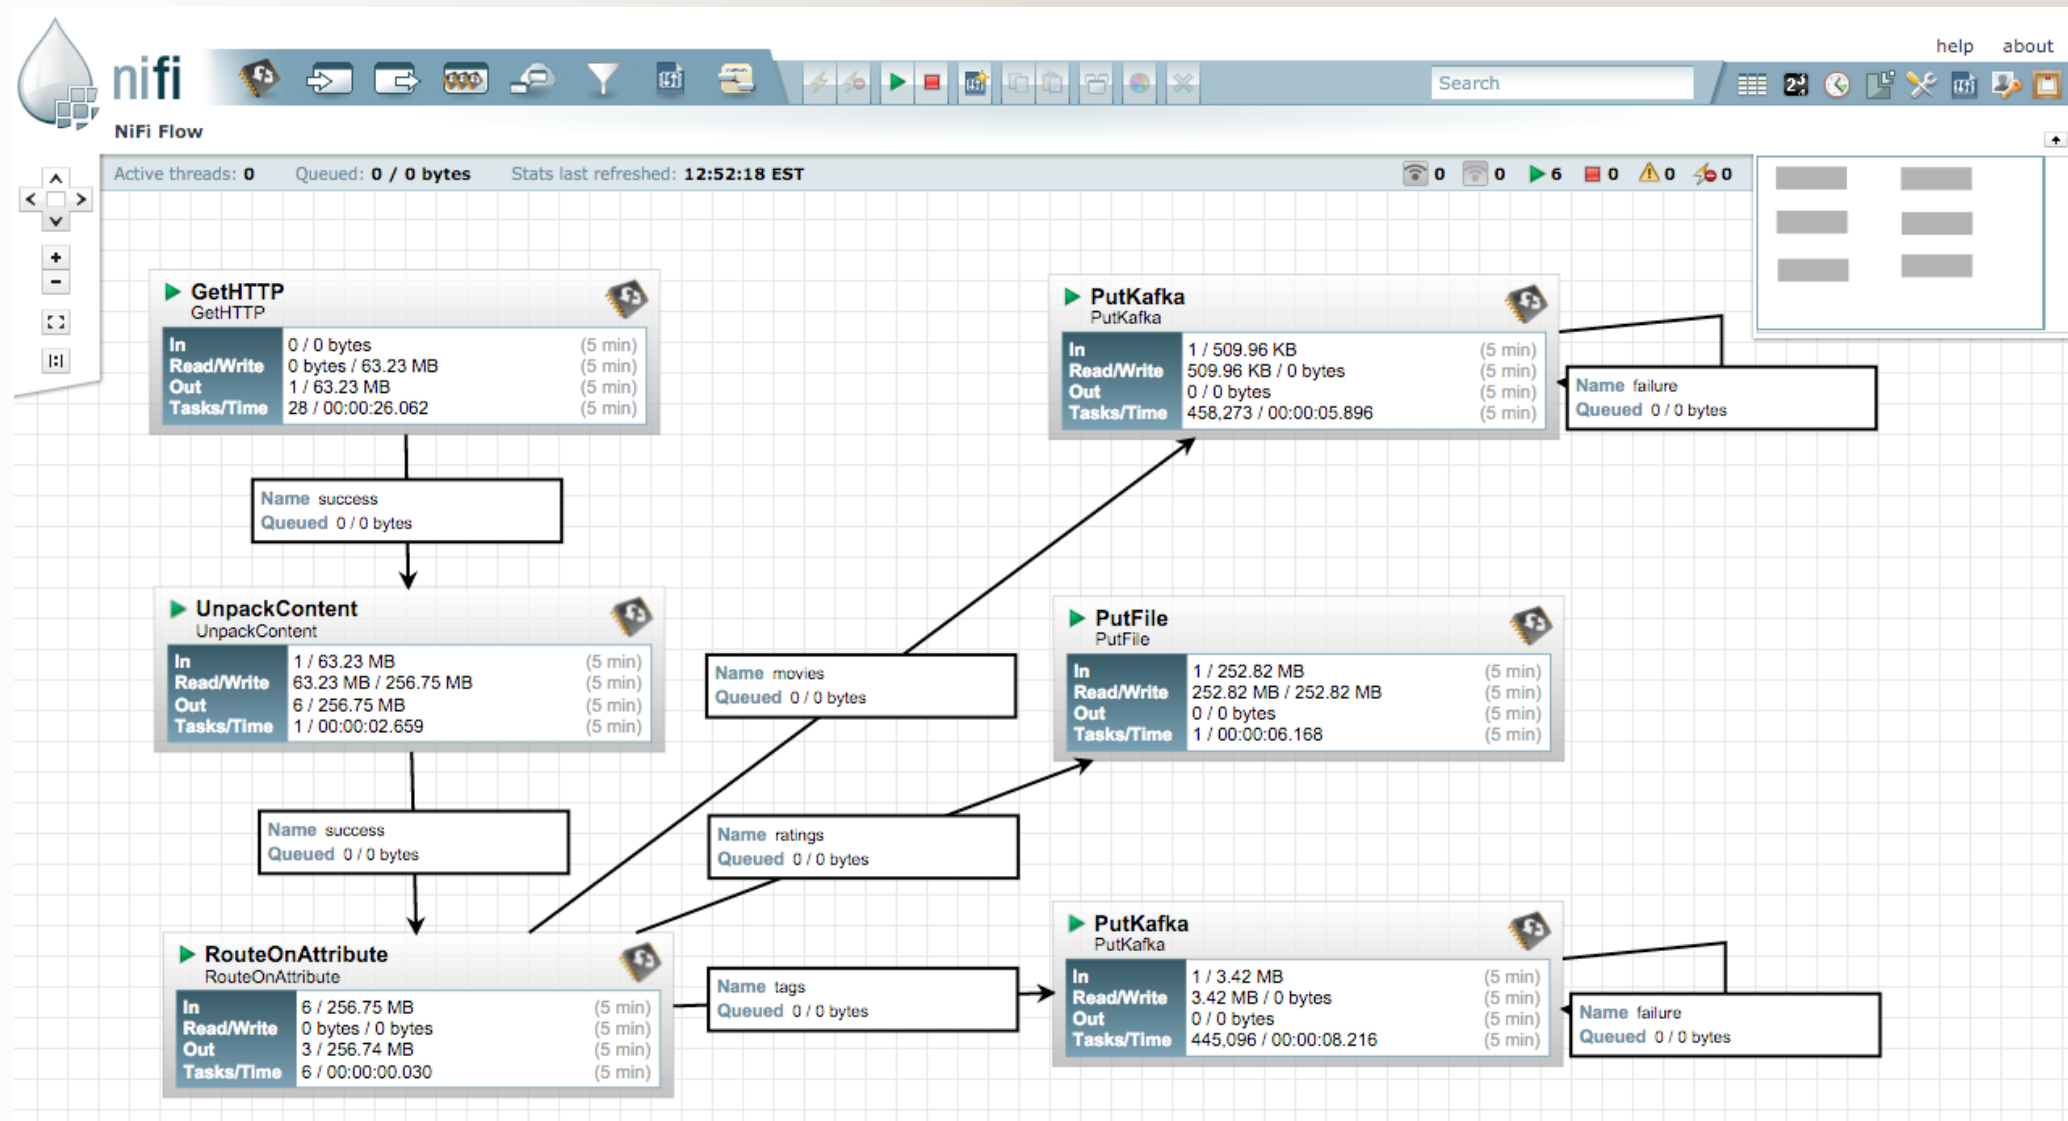 help about
nifi
Search
NiFi Flow
Active threads: 0 Queued: 0 / 0 bytes Stats last refreshed: 12:52:18 EST 0 0 6 0 0 0
GetHTTP
GetHTTP
In 0 / 0 bytes (5 min)
Read/Write 0 bytes / 63.23 MB (5 min)
Out 1 / 63.23 MB (5 min)
Tasks/Time 28 / 00:00:26.062 (5 min)
PutKafka
PutKafka
In 1 / 509.96 KB (5 min)
Read/Write 509.96 KB / 0 bytes (5 min)
Out 0 / 0 bytes (5 min)
Tasks/Time 458,273 / 00:00:05.896 (5 min)
Name failure
Queued 0 / 0 bytes
Name success
Queued 0 / 0 bytes
UnpackContent
UnpackContent
In 1 / 63.23 MB (5 min)
Read/Write 63.23 MB / 256.75 MB (5 min)
Out 6 / 256.75 MB (5 min)
Tasks/Time 1 / 00:00:02.659 (5 min)
Name movies
Queued 0 / 0 bytes
PutFile
PutFile
In 1 / 252.82 MB (5 min)
Read/Write 252.82 MB / 252.82 MB (5 min)
Out 0 / 0 bytes (5 min)
Tasks/Time 1 / 00:00:06.168 (5 min)
Name success
Queued 0 / 0 bytes
Name ratings
Queued 0 / 0 bytes
RouteOnAttribute
RouteOnAttribute
In 6 / 256.75 MB (5 min)
Read/Write 0 bytes / 0 bytes (5 min)
Out 3 / 256.74 MB (5 min)
Tasks/Time 6 / 00:00:00.030 (5 min)
Name tags
Queued 0 / 0 bytes
PutKafka
PutKafka
In 1 / 3.42 MB (5 min)
Read/Write 3.42 MB / 0 bytes (5 min)
Out 0 / 0 bytes (5 min)
Tasks/Time 445,096 / 00:00:08.216 (5 min)
Name failure
Queued 0 / 0 bytes